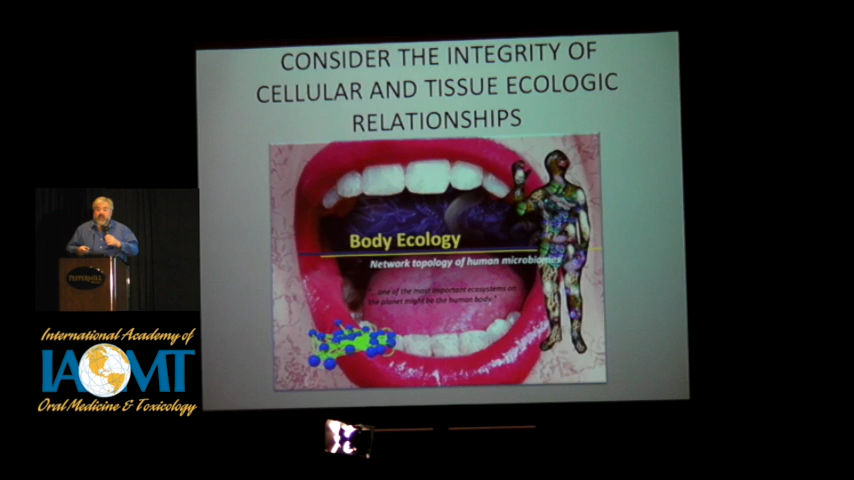 CONSIDER THE INTEGRITY OF
CELLULAR AND TISSUE ECOLOGIC
RELATIONSHIPS
Body Ecology
Network topology of human microbiomes
one of the most important ecosystems on
the planet might be the human body."
International Academy of
IAOMT
Oral Medicine & Toxicology